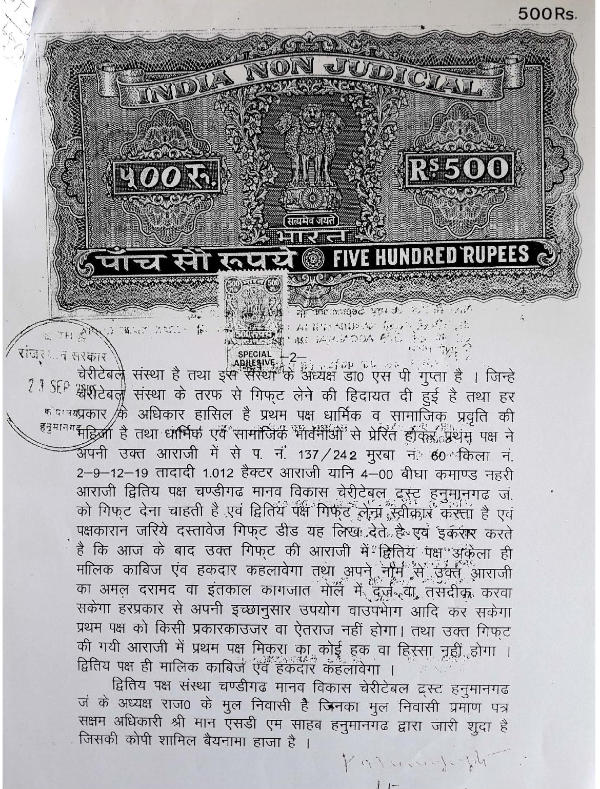 500Rs.
INDIA NON JUDICIAL
५00 रू.
RS 500
सत्यमेव जयते
भारत
पाँच सौ रूपये FIVE HUNDRED RUPEES
SPECIAL
ADHESIVE
-2-
सरकार
SEP
हनुमानगढ
चेरीटेबल संस्था है तथा इस संस्था के अध्यक्ष डा0 एस पी गुप्ता है । जिन्हे
चेरीटेबल संस्था के तरफ से गिफ्ट लेने की हिदायत दी हुई है तथा हर
प्रकार के अधिकार हासिल है प्रथम पक्ष धार्मिक व सामाजिक प्रवृति की
महिला है तथा धार्मिक एवं सामाजिक भावनाओं से प्रेरित होकर प्रथम पक्ष ने
अपनी उक्त आराजी में से प. नं. 137/242 मुरबा नं. 60 किला नं.
2-9-12-19 तादादी 1.012 हैक्टर आराजी यानि 4-00 बीघा कमाण्ड नहरी
आराजी द्वितिय पक्ष चण्डीगढ मानव विकास चेरीटेबल ट्रस्ट हनुमानगढ जं.
को गिफ्ट देना चाहती है एवं द्वितिय पक्ष गिफ्ट लेना स्वीकार करता है एवं
पक्षकारान जरिये दस्तावेज गिफ्ट डीड यह लिख देते है एवं इकरार करते
है कि आज के बाद उक्त गिफ्ट की आराजी में द्वितिय पक्ष अकेला ही
मालिक काबिज एंव हकदार कहलावेगा तथा अपने नाम से उक्त आराजी
का अमल दरामद वा इंतकाल कागजात माल में दर्ज वा तसदीक करवा
सकेगा हरप्रकार से अपनी इच्छानुसार उपयोग वाउपभोग आदि कर सकेगा
प्रथम पक्ष को किसी प्रकारकाउजर वा ऐतराज नहीं होगा। तथा उक्त गिफ्ट
की गयी आराजी में प्रथम पक्ष मिकरा का कोई हक वा हिस्सा नहीं होगा ।
द्वितिय पक्ष ही मालिक काबिज एंव हकदार कहलावेगा ।
द्वितिय पक्ष संस्था चण्डीगढ मानव विकास चेरीटेबल ट्रस्ट हनुमानगढ
जं के अध्यक्ष राज0 के मुल निवासी है जिनका मुल निवासी प्रमाण पत्र
सक्षम अधिकारी श्री मान एसडी एम साहब हनुमानगढ द्वारा जारी शुदा है
जिसकी कोपी शामिल बैयनामा हाजा है ।